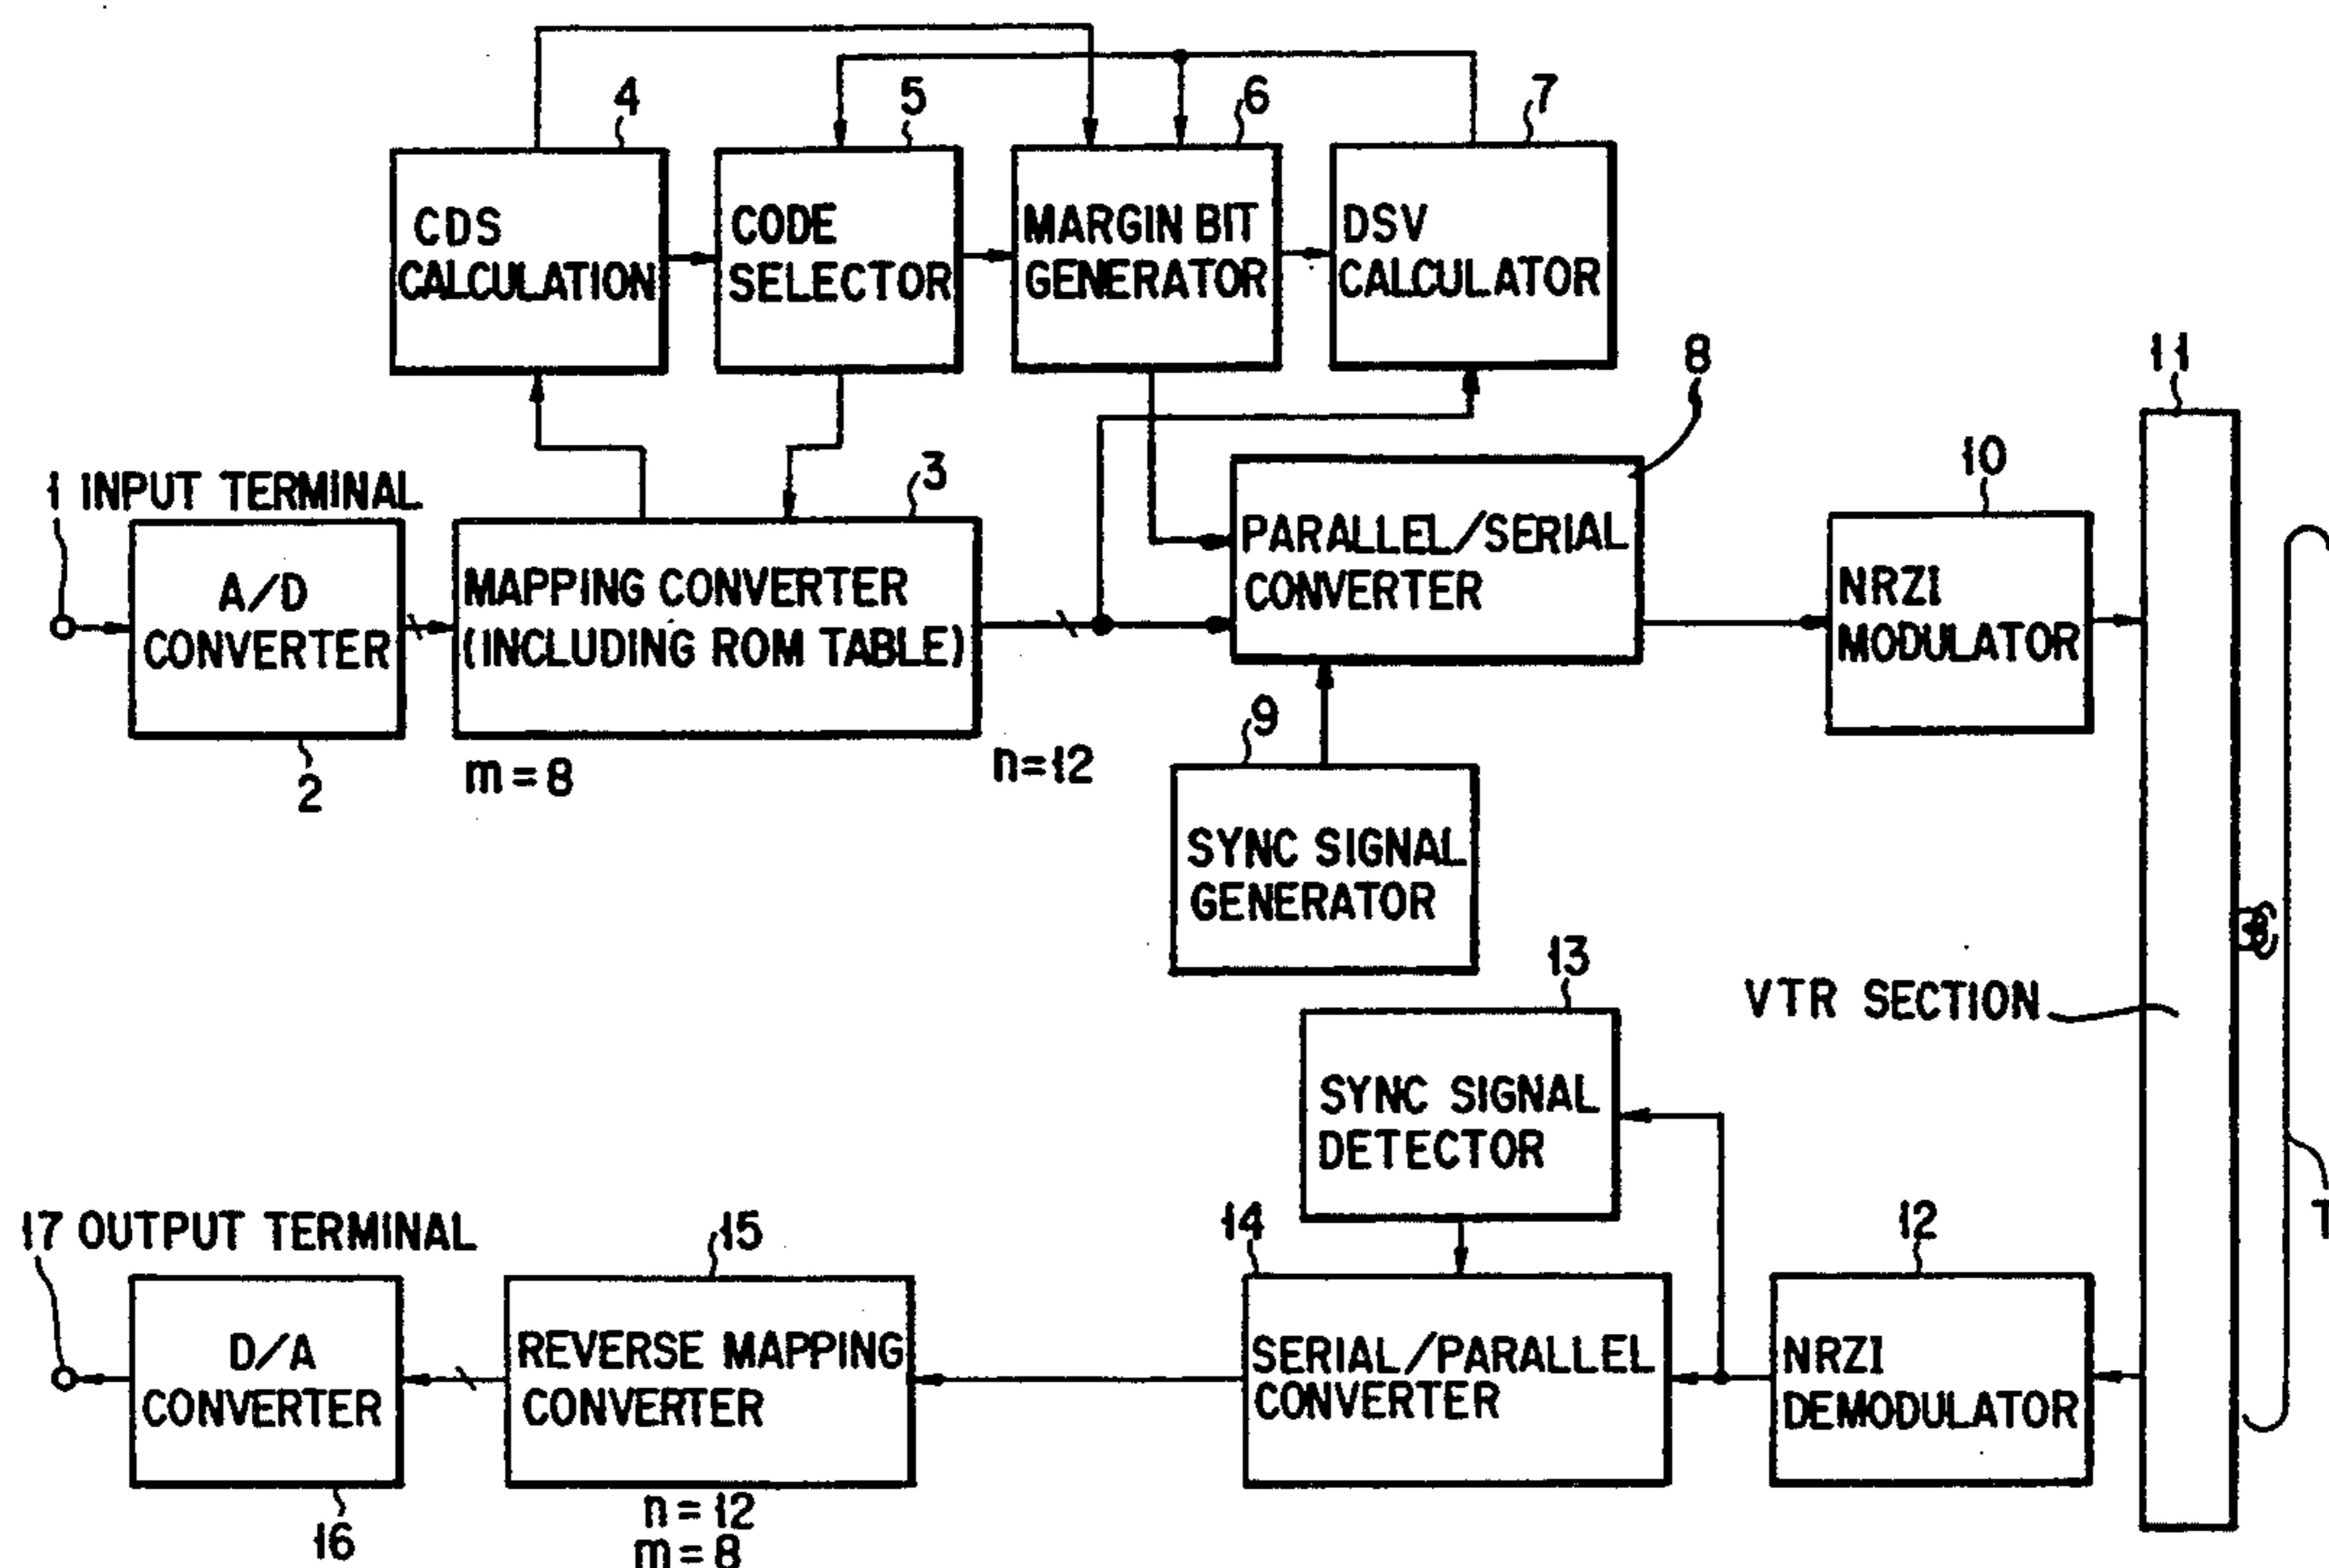 4
5
6
7
CDS
CALCULATION
CODE
SELECTOR
MARGIN BIT
GENERATOR
DSV
CALCULATOR
8
11
1 INPUT TERMINAL
3
10
A/D
CONVERTER
MAPPING CONVERTER
(INCLUDING ROM TABLE)
PARALLEL/SERIAL
CONVERTER
NRZI
MODULATOR
2
m=8
n=12
9
SYNC SIGNAL
GENERATOR
13
VTR SECTION
SYNC SIGNAL
DETECTOR
T
17 OUTPUT TERMINAL
15
14
12
D/A
CONVERTER
REVERSE MAPPING
CONVERTER
SERIAL/PARALLEL
CONVERTER
NRZI
DEMODULATOR
16
n=12
m=8